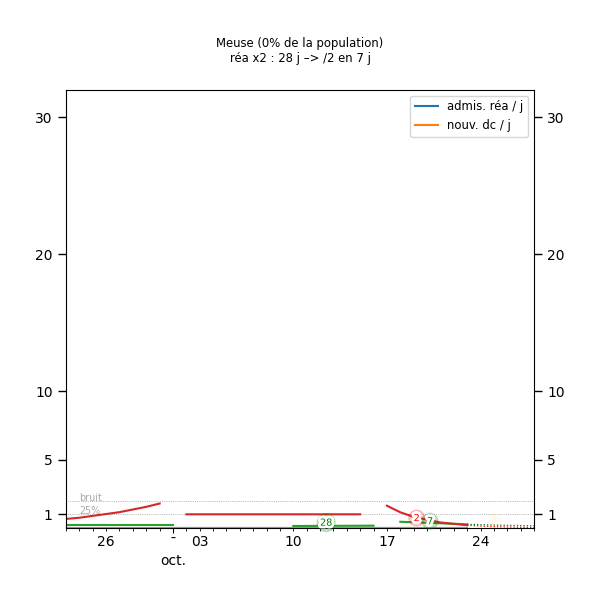 Meuse (0% de la population)
réa x2 : 28 j –> /2 en 7 j
admis. réa / j
nouv. dc / j
30 30
20 20
10 10
5 5
bruit
25%
1 1
28 2 7
26 - 03 10 17 24
oct.